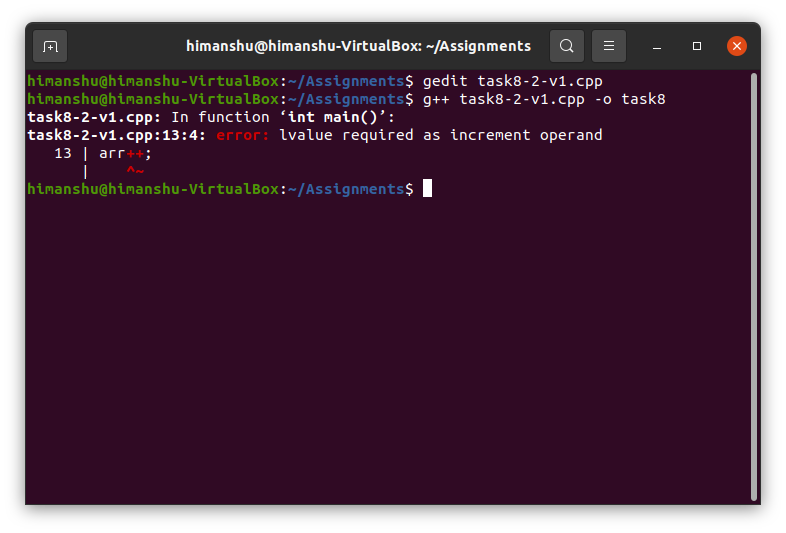 himanshu@himanshu-VirtualBox: ~/Assignments
himanshu@himanshu-VirtualBox:~/Assignments$ gedit task8-2-v1.cpp
himanshu@himanshu-VirtualBox:~/Assignments$ g++ task8-2-v1.cpp -o task8
task8-2-v1.cpp: In function ‘int main()’:
task8-2-v1.cpp:13:4: error: lvalue required as increment operand
   13 | arr++;
      |    ^~
himanshu@himanshu-VirtualBox:~/Assignments$